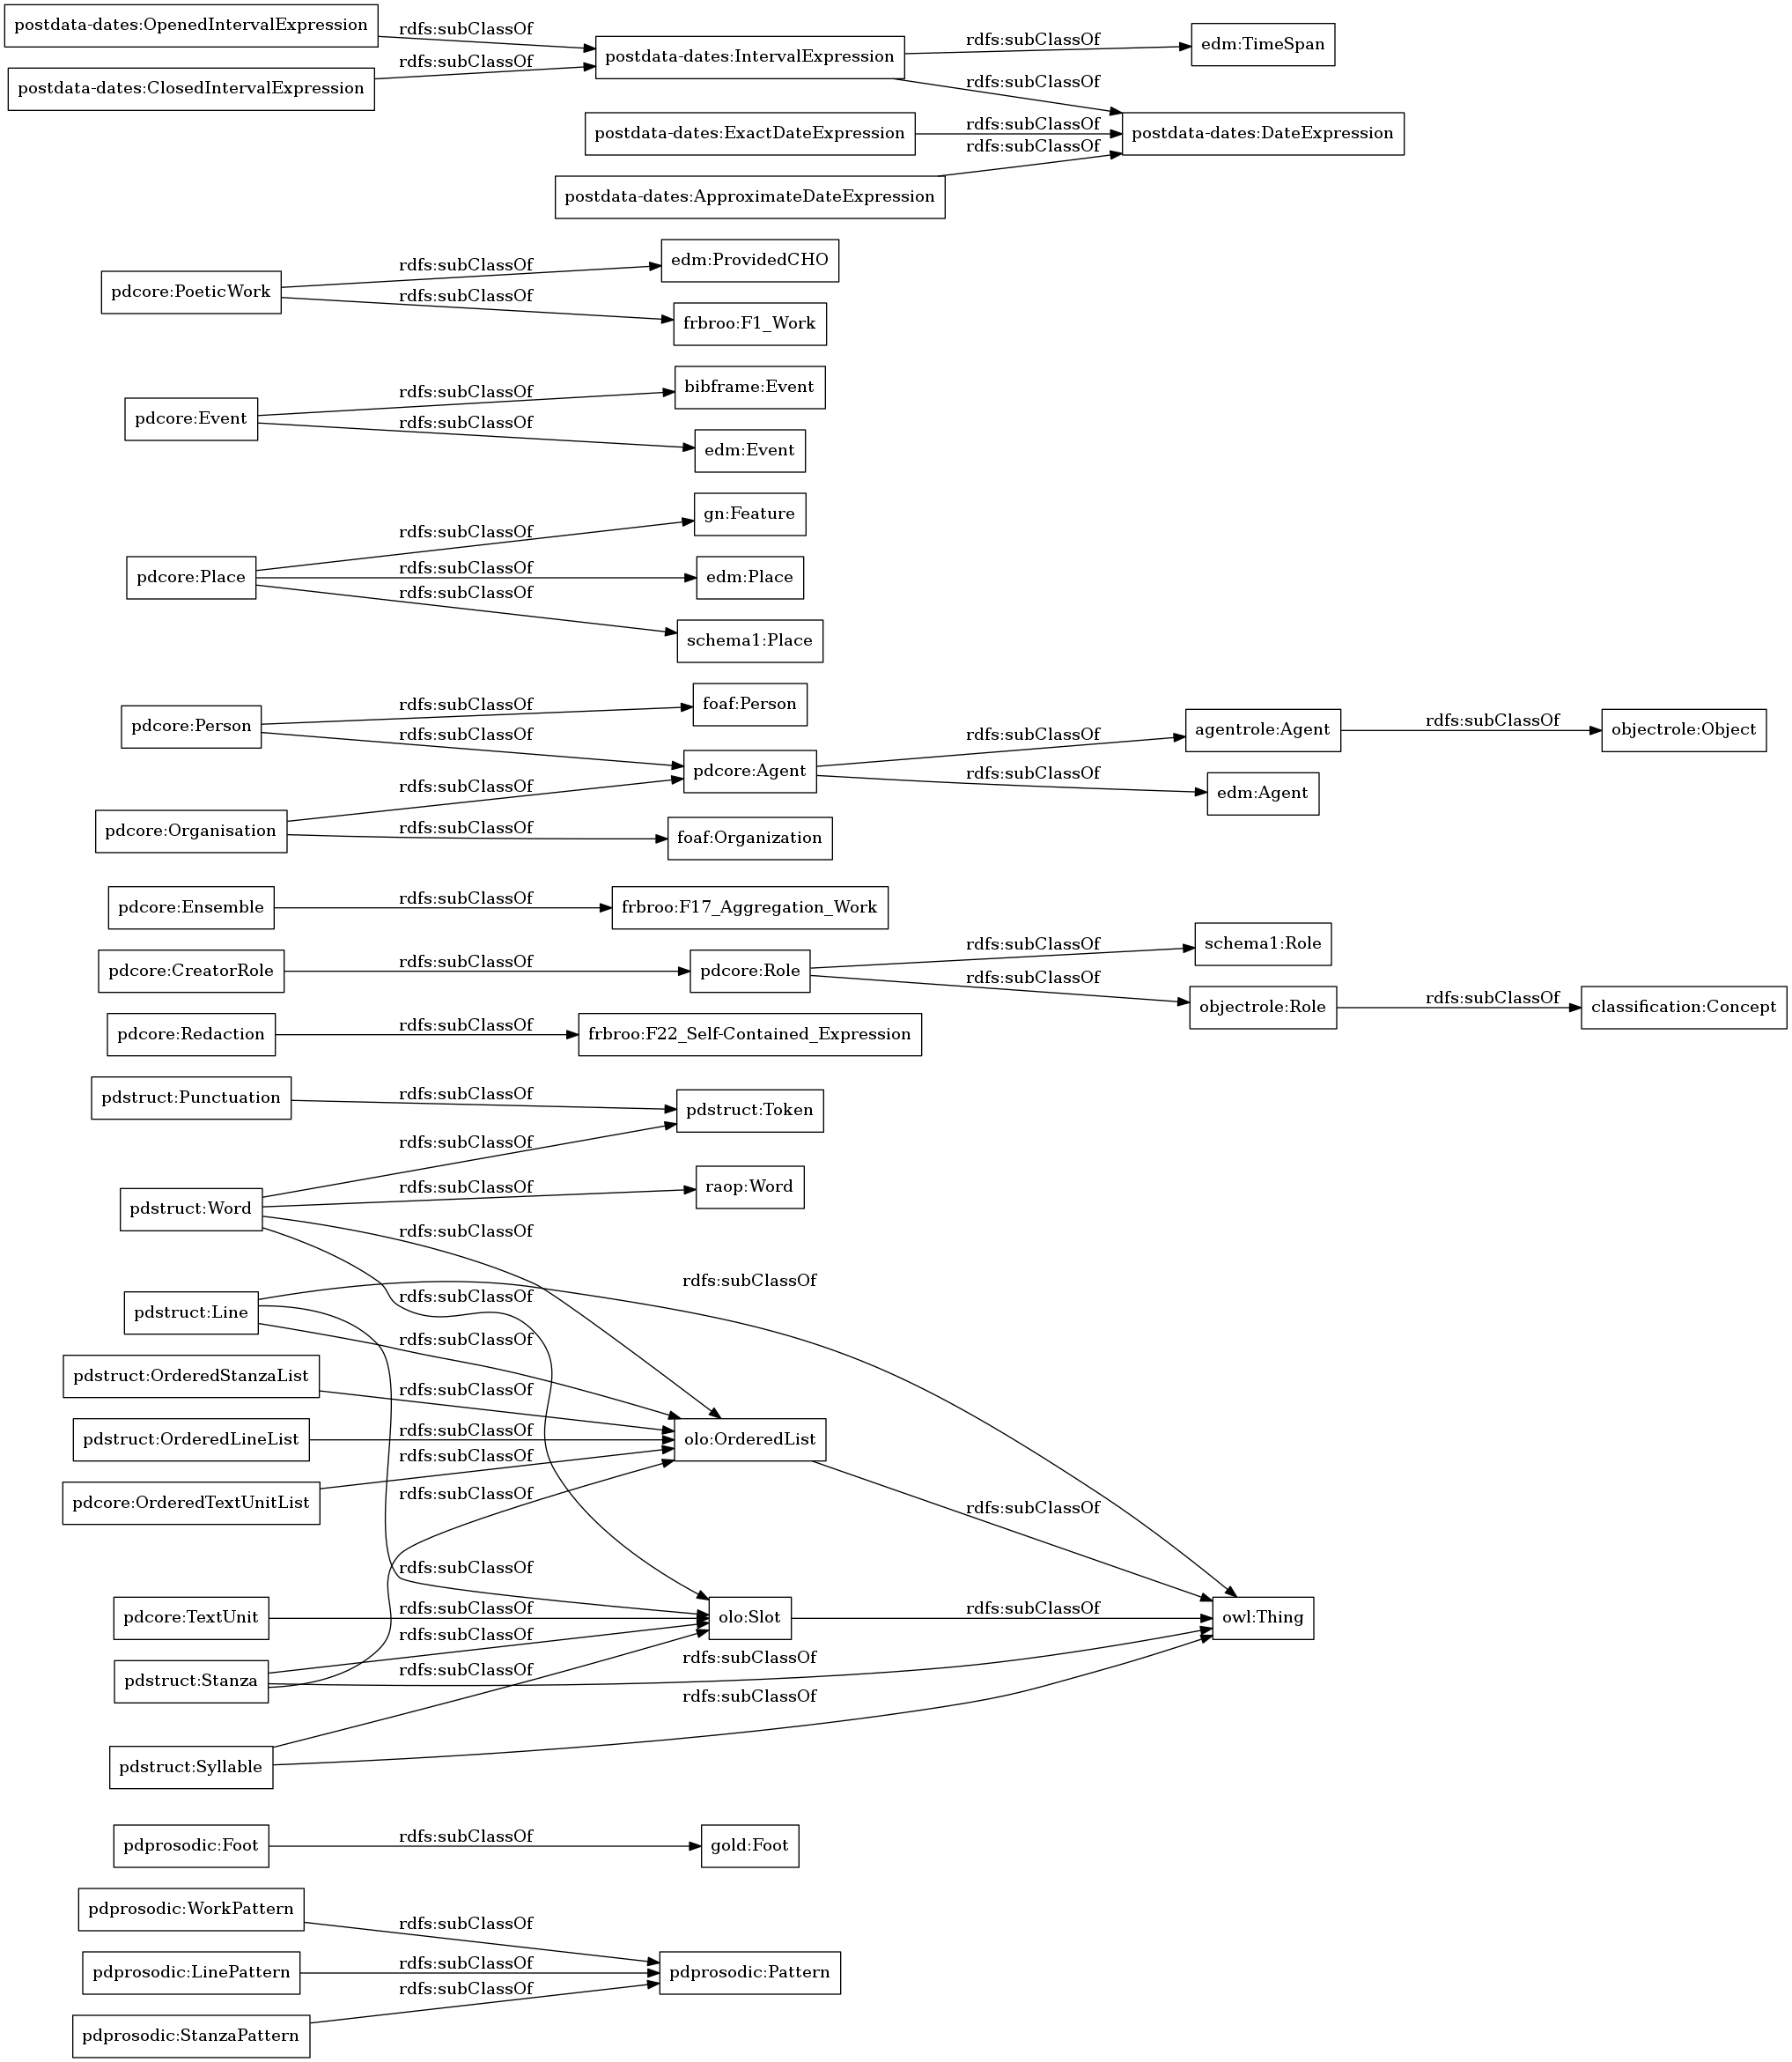 postdata-dates:OpenedIntervalExpression
rdfs:subClassOf
postdata-dates:ClosedIntervalExpression
rdfs:subClassOf
postdata-dates:IntervalExpression
rdfs:subClassOf
edm:TimeSpan
rdfs:subClassOf
postdata-dates:ExactDateExpression
rdfs:subClassOf
postdata-dates:DateExpression
rdfs:subClassOf
postdata-dates:ApproximateDateExpression
pdcore:PoeticWork
rdfs:subClassOf
edm:ProvidedCHO
rdfs:subClassOf
frbroo:F1_Work
pdcore:Event
rdfs:subClassOf
bibframe:Event
rdfs:subClassOf
edm:Event
pdcore:Place
rdfs:subClassOf
gn:Feature
rdfs:subClassOf
edm:Place
rdfs:subClassOf
schema1:Place
pdcore:Person
rdfs:subClassOf
foaf:Person
rdfs:subClassOf
pdcore:Agent
rdfs:subClassOf
agentrole:Agent
rdfs:subClassOf
objectrole:Object
rdfs:subClassOf
edm:Agent
pdcore:Organisation
rdfs:subClassOf
rdfs:subClassOf
foaf:Organization
pdcore:Ensemble
rdfs:subClassOf
frbroo:F17_Aggregation_Work
pdcore:CreatorRole
rdfs:subClassOf
pdcore:Role
rdfs:subClassOf
schema1:Role
rdfs:subClassOf
objectrole:Role
rdfs:subClassOf
classification:Concept
pdcore:Redaction
rdfs:subClassOf
frbroo:F22_Self-Contained_Expression
pdstruct:Punctuation
rdfs:subClassOf
pdstruct:Token
pdstruct:Word
rdfs:subClassOf
rdfs:subClassOf
raop:Word
rdfs:subClassOf
rdfs:subClassOf
pdstruct:Line
rdfs:subClassOf
rdfs:subClassOf
pdstruct:OrderedStanzaList
rdfs:subClassOf
pdstruct:OrderedLineList
rdfs:subClassOf
olo:OrderedList
rdfs:subClassOf
pdcore:OrderedTextUnitList
rdfs:subClassOf
rdfs:subClassOf
rdfs:subClassOf
pdcore:TextUnit
rdfs:subClassOf
olo:Slot
rdfs:subClassOf
owl:Thing
pdstruct:Stanza
rdfs:subClassOf
rdfs:subClassOf
rdfs:subClassOf
rdfs:subClassOf
pdstruct:Syllable
pdprosodic:Foot
rdfs:subClassOf
gold:Foot
pdprosodic:WorkPattern
rdfs:subClassOf
pdprosodic:LinePattern
rdfs:subClassOf
pdprosodic:Pattern
rdfs:subClassOf
pdprosodic:StanzaPattern